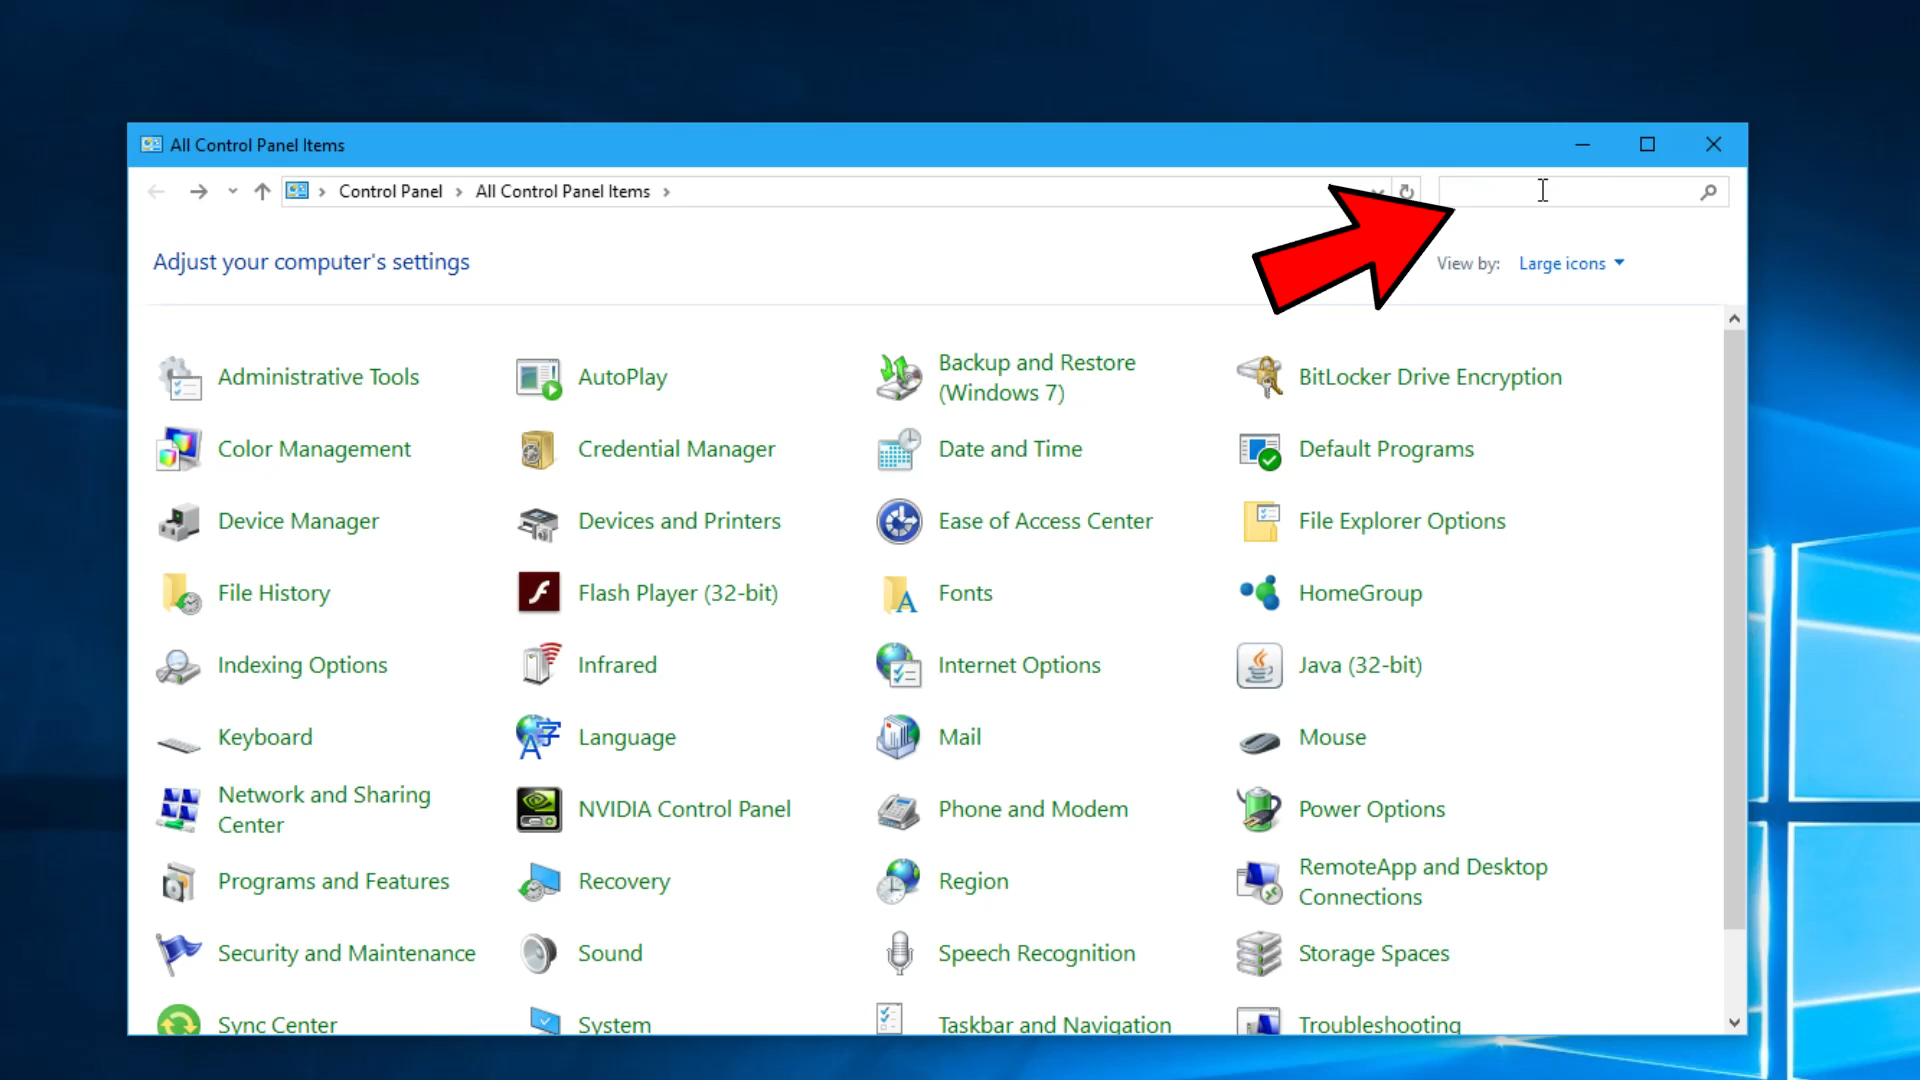 All Control Panel Items
Control Panel
All Control Panel Items
Adjust your computer's settings
View by: Large icons
Administrative Tools
AutoPlay
Backup and Restore
(Windows 7)
BitLocker Drive Encryption
Color Management
Credential Manager
Date and Time
Default Programs
Device Manager
Devices and Printers
Ease of Access Center
File Explorer Options
File History
Flash Player (32-bit)
Fonts
HomeGroup
Indexing Options
Infrared
Internet Options
Java (32-bit)
Keyboard
Language
Mail
Mouse
Network and Sharing
Center
NVIDIA Control Panel
Phone and Modem
Power Options
Programs and Features
Recovery
Region
RemoteApp and Desktop
Connections
Security and Maintenance
Sound
Speech Recognition
Storage Spaces
Sync Center
System
Taskbar and Navigation
Troubleshooting